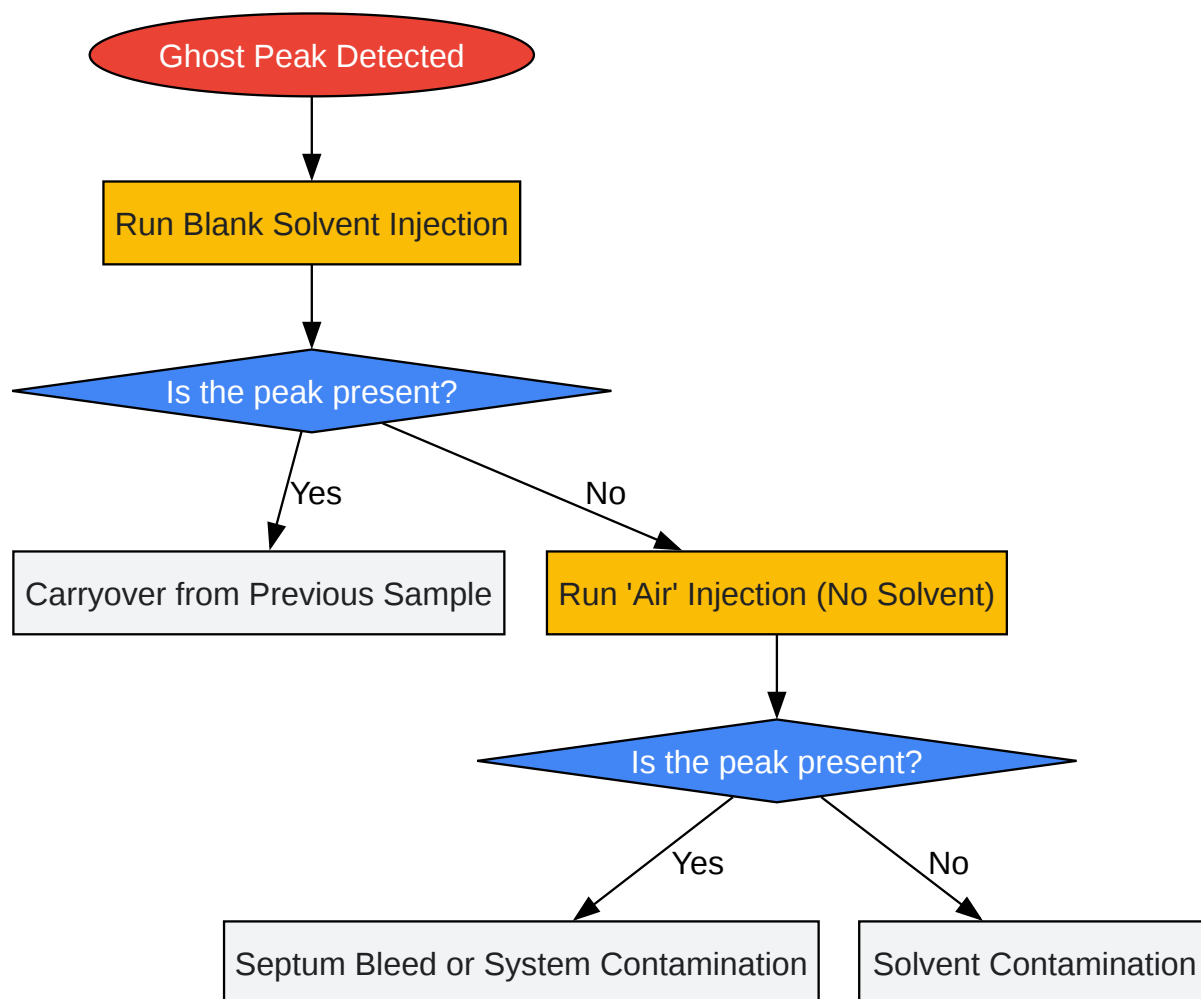 Ghost Peak Detected
Run Blank Solvent Injection
Is the peak present?
Yes
No
Carryover from Previous Sample
Run 'Air' Injection (No Solvent)
Is the peak present?
Yes
No
Septum Bleed or System Contamination
Solvent Contamination